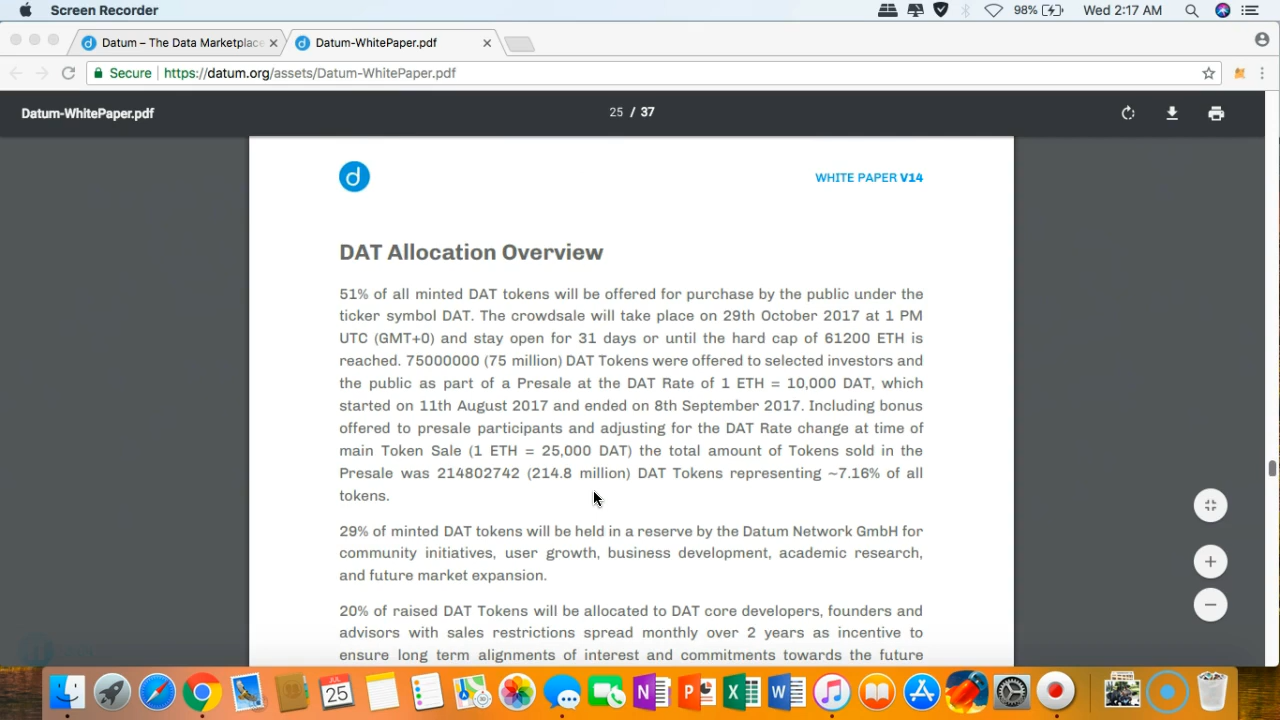 Screen Recorder
98%
Wed 2:17 AM
Datum – The Data Marketplace
Datum-WhitePaper.pdf
Secure
https://datum.org/assets/Datum-WhitePaper.pdf
Datum-WhitePaper.pdf
25 / 37
d
WHITE PAPER V14
DAT Allocation Overview
51% of all minted DAT tokens will be offered for purchase by the public under the
ticker symbol DAT. The crowdsale will take place on 29th October 2017 at 1 PM
UTC (GMT+0) and stay open for 31 days or until the hard cap of 61200 ETH is
reached. 75000000 (75 million) DAT Tokens were offered to selected investors and
the public as part of a Presale at the DAT Rate of 1 ETH = 10,000 DAT, which
started on 11th August 2017 and ended on 8th September 2017. Including bonus
offered to presale participants and adjusting for the DAT Rate change at time of
main Token Sale (1 ETH = 25,000 DAT) the total amount of Tokens sold in the
Presale was 214802742 (214.8 million) DAT Tokens representing ~7.16% of all
tokens.
29% of minted DAT tokens will be held in a reserve by the Datum Network GmbH for
community initiatives, user growth, business development, academic research,
and future market expansion.
20% of raised DAT Tokens will be allocated to DAT core developers, founders and
advisors with sales restrictions spread monthly over 2 years as incentive to
ensure long term alignments of interest and commitments towards the future
JUL
25
N
P
X
W